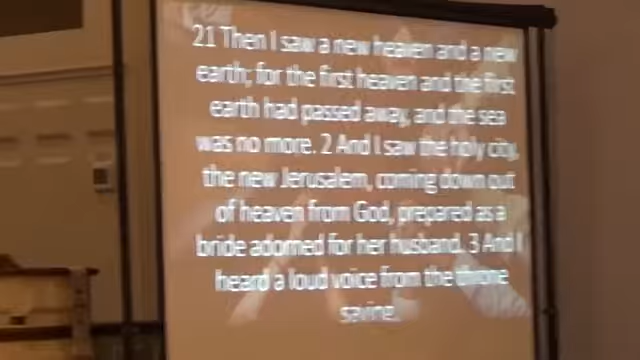 21 Then I saw a new heaven and a new
earth; for the first heaven and the first
earth had passed away, and the sea
was no more. 2 And I saw the holy city,
the new Jerusalem, coming down out
of heaven from God, prepared as a
bride adorned for her husband. 3 And I
heard a loud voice from the throne
saying,